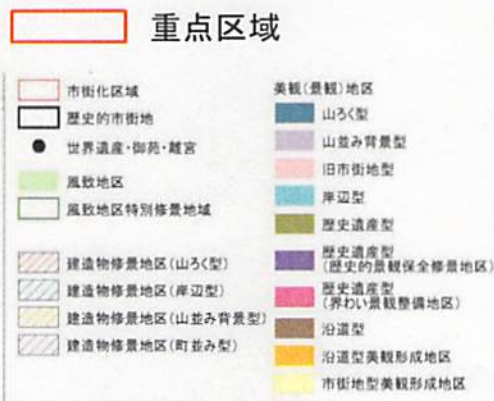 重点区域
市街化区域
歴史的市街地
世界遺産・御苑・離宮
風致地区
風致地区特別修景地域
建造物修景地区(山ろく型)
建造物修景地区(岸辺型)
建造物修景地区(山並み背景型)
建造物修景地区(町並み型)
美観(景観)地区
山ろく型
山並み背景型
旧市街地型
岸辺型
歴史遺産型
歴史遺産型
(歴史的景観保全修景地区)
歴史遺産型
(界わい景観整備地区)
沿道型
沿道型美観形成地区
市街地型美観形成地区